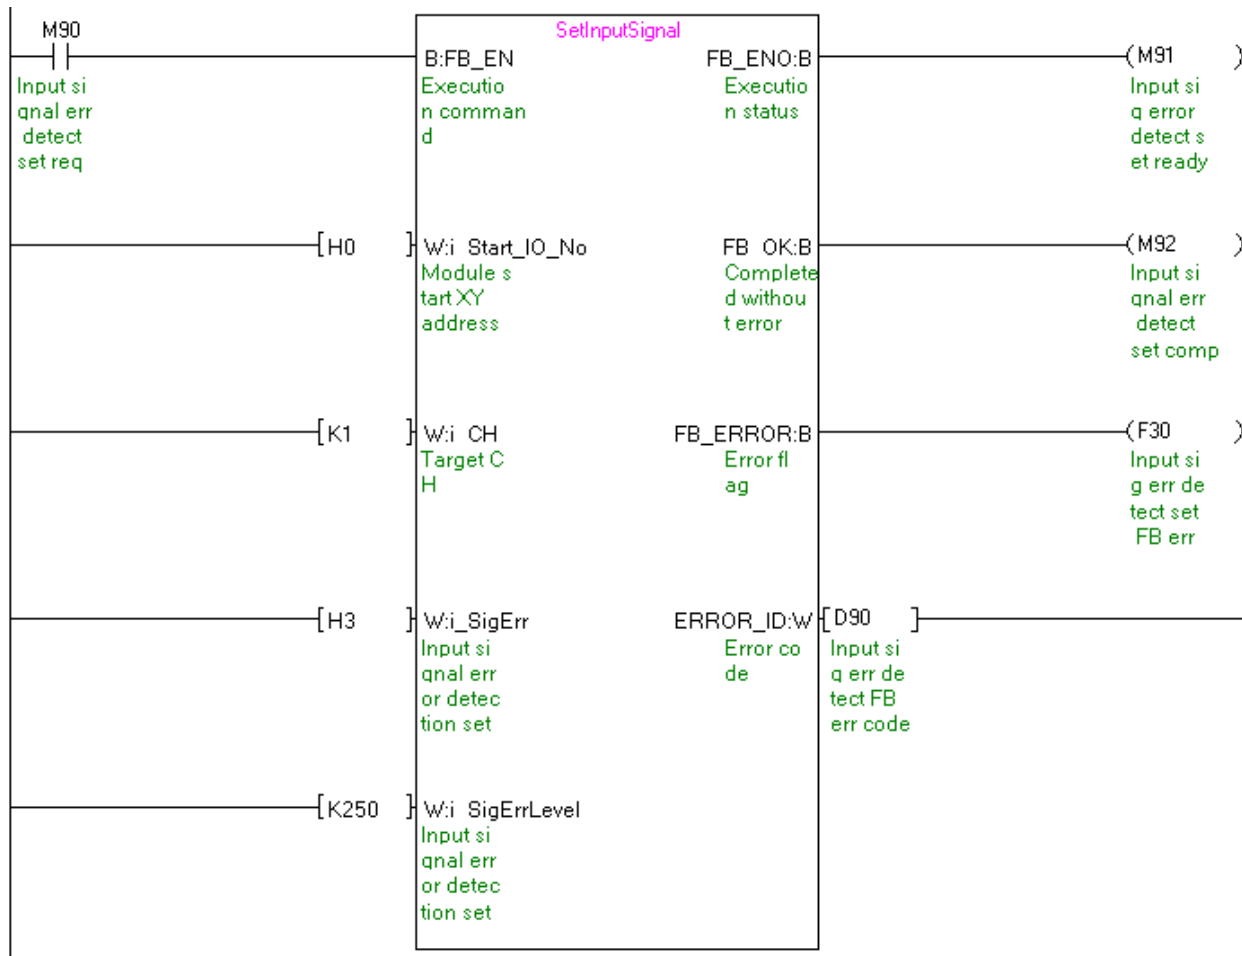 SetInputSignal
M90
B:FB_EN
FB_ENO:B
(M91 )
Input si
gnal err
detect
set req
Executio
n comman
d
Executio
n status
Input si
g error
detect s
et ready
[H0 ]
W:i_Start_IO_No
FB_OK:B
(M92 )
Module s
tart XY
address
Complete
d withou
t error
Input si
gnal err
detect
set comp
[K1 ]
W:i_CH
FB_ERROR:B
(F30 )
Target C
H
Error fl
ag
Input si
g err de
tect set
FB err
[H3 ]
W:i_SigErr
ERROR_ID:W
[D90 ]
Input si
gnal err
or detec
tion set
Error co
de
Input si
g err de
tect FB
err code
[K250 ]
W:i_SigErrLevel
Input si
gnal err
or detec
tion set